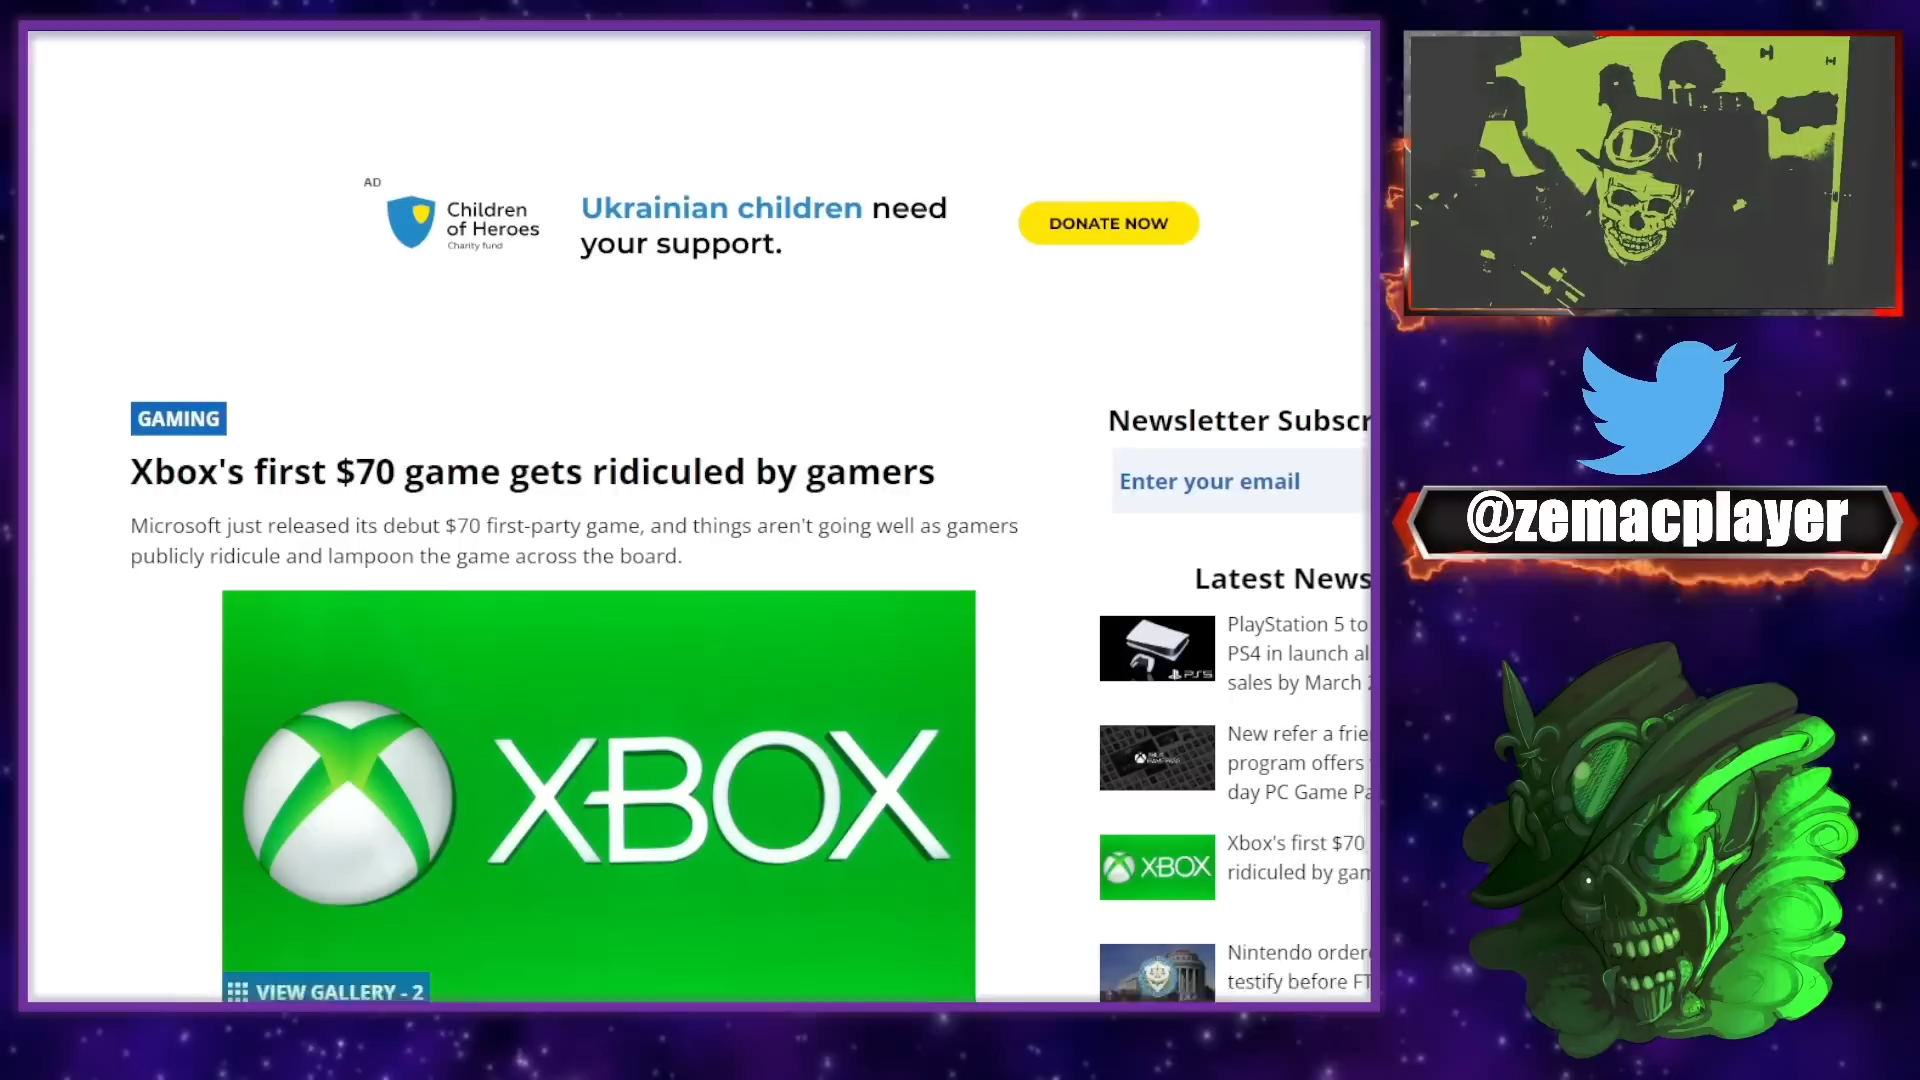 AD
Children
of Heroes
Charity fund
Ukrainian children need
your support.
DONATE NOW
GAMING
Xbox's first $70 game gets ridiculed by gamers
Microsoft just released its debut $70 first-party game, and things aren't going well as gamers
publicly ridicule and lampoon the game across the board.
XBOX
VIEW GALLERY - 2
Newsletter Subscr
Enter your email
Latest News
PlayStation 5 to
PS4 in launch al
sales by March
PS5
New refer a frie
program offers
day PC Game Pa
Xbox's first $70
ridiculed by gam
XBOX
Nintendo order
testify before FT
@zemacplayer